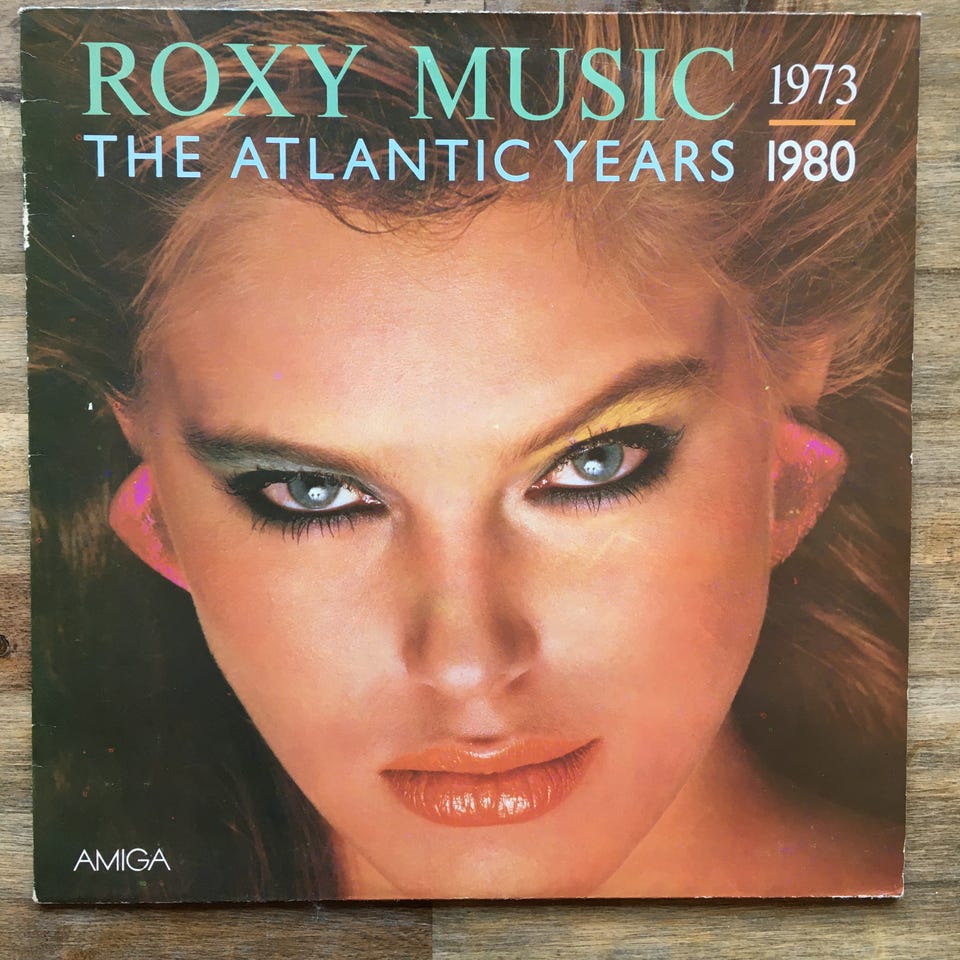 ROXY MUSIC 1973
THE ATLANTIC YEARS 1980
AMIGA